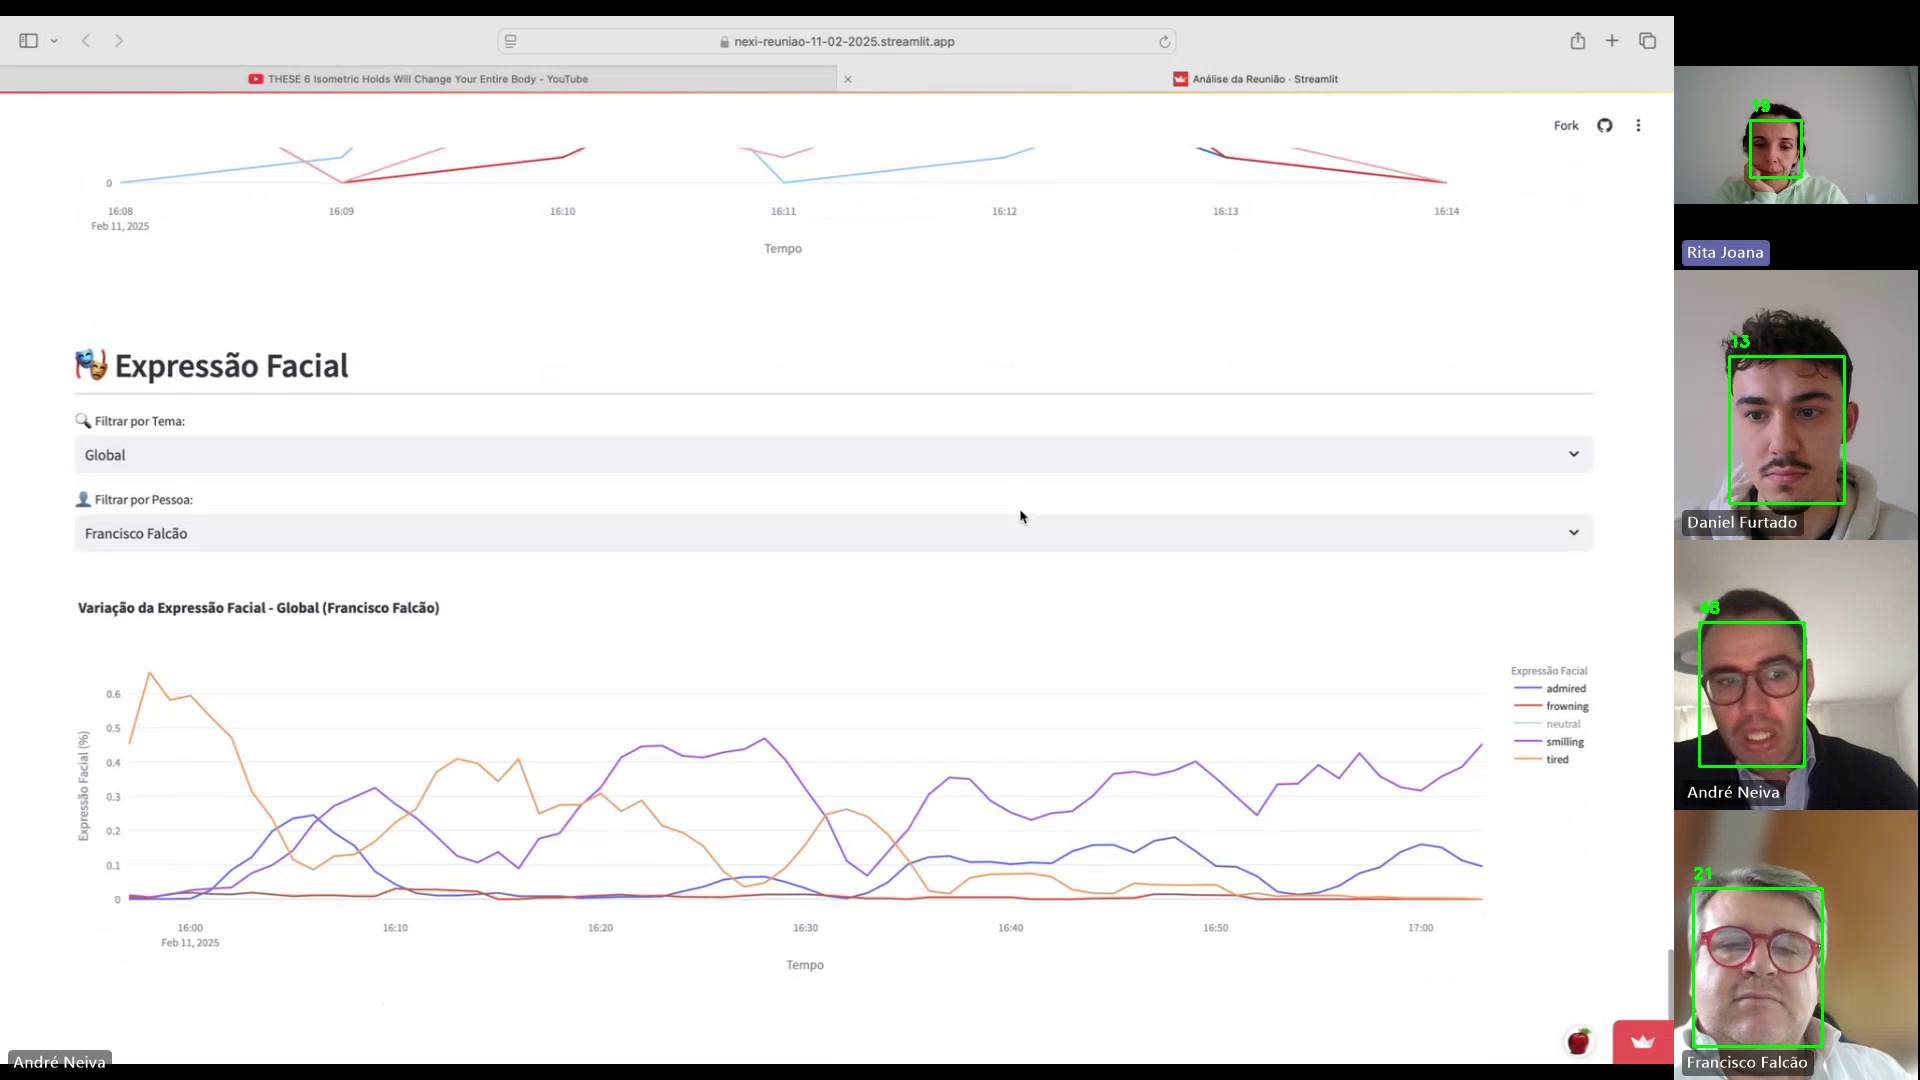 nexi-reuniao-11-02-2025.streamlit.app
THESE 6 Isometric Holds Will Change Your Entire Body - YouTube
Análise da Reunião · Streamlit
Fork
0
16:08 16:09 16:10 16:11 16:12 16:13 16:14
Feb 11, 2025
Tempo
Expressão Facial
Filtrar por Tema:
Global
Filtrar por Pessoa:
Francisco Falcão
Variação da Expressão Facial - Global (Francisco Falcão)
Expressão Facial (%)
0.6
0.5
0.4
0.3
0.2
0.1
0
16:00 16:10 16:20 16:30 16:40 16:50 17:00
Feb 11, 2025
Tempo
Expressão Facial
admired
frowning
neutral
smilling
tired
André Neiva
19
Rita Joana
13
Daniel Furtado
48
André Neiva
21
Francisco Falcão